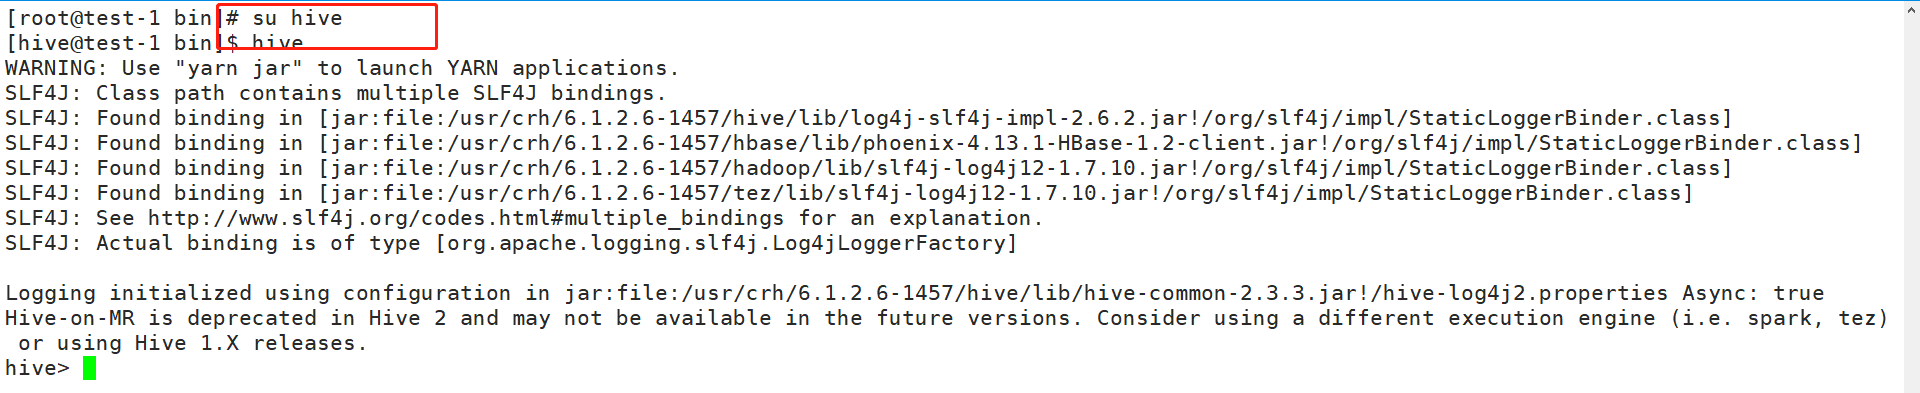 [root@test-1 bin]# su hive
[hive@test-1 bin]$ hive
WARNING: Use "yarn jar" to launch YARN applications.
SLF4J: Class path contains multiple SLF4J bindings.
SLF4J: Found binding in [jar:file:/usr/crh/6.1.2.6-1457/hive/lib/log4j-slf4j-impl-2.6.2.jar!/org/slf4j/impl/StaticLoggerBinder.class]
SLF4J: Found binding in [jar:file:/usr/crh/6.1.2.6-1457/hbase/lib/phoenix-4.13.1-HBase-1.2-client.jar!/org/slf4j/impl/StaticLoggerBinder.class]
SLF4J: Found binding in [jar:file:/usr/crh/6.1.2.6-1457/hadoop/lib/slf4j-log4j12-1.7.10.jar!/org/slf4j/impl/StaticLoggerBinder.class]
SLF4J: Found binding in [jar:file:/usr/crh/6.1.2.6-1457/tez/lib/slf4j-log4j12-1.7.10.jar!/org/slf4j/impl/StaticLoggerBinder.class]
SLF4J: See http://www.slf4j.org/codes.html#multiple_bindings for an explanation.
SLF4J: Actual binding is of type [org.apache.logging.slf4j.Log4jLoggerFactory]
Logging initialized using configuration in jar:file:/usr/crh/6.1.2.6-1457/hive/lib/hive-common-2.3.3.jar!/hive-log4j2.properties Async: true
Hive-on-MR is deprecated in Hive 2 and may not be available in the future versions. Consider using a different execution engine (i.e. spark, tez)
or using Hive 1.X releases.
hive>